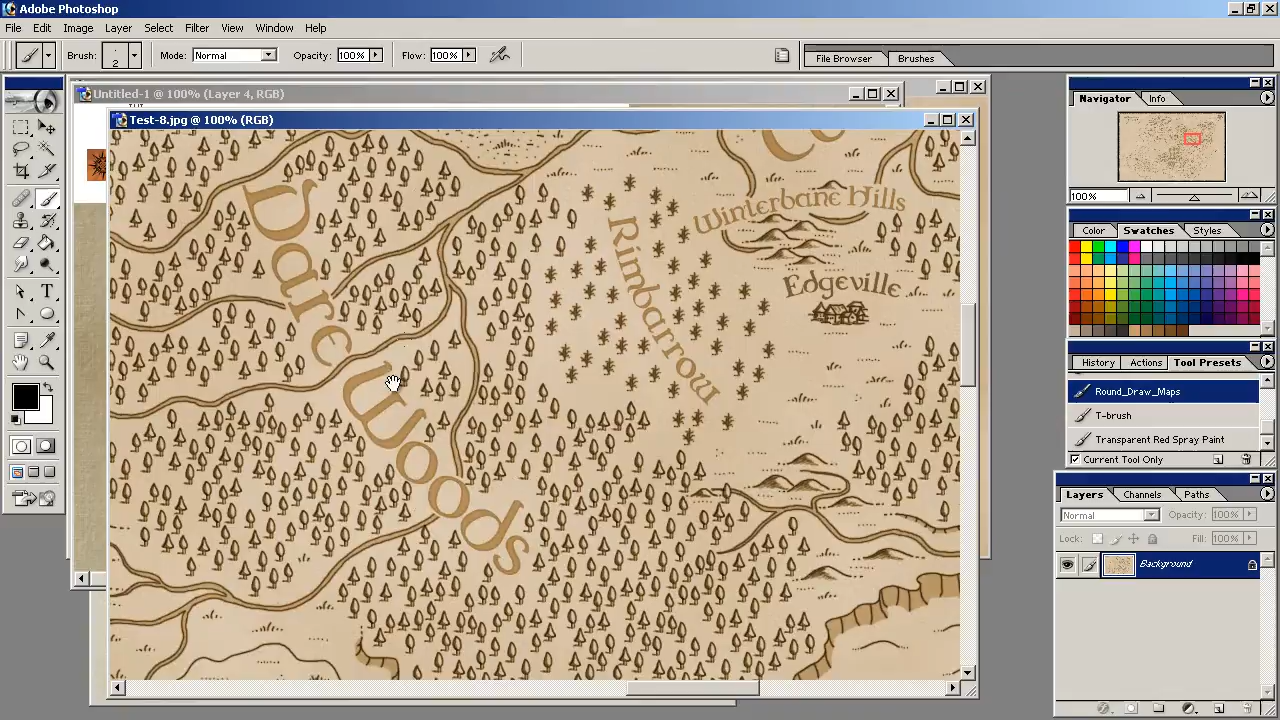 Adobe Photoshop
File Edit Image Layer Select Filter View Window Help
Brush: 2 Mode: Normal Opacity: 100% Flow: 100% File Browser Brushes
Untitled-1 @ 100% (Layer 4, RGB)
Test-8.jpg @ 100% (RGB)
Navigator Info
100%
Color Swatches Styles
History Actions Tool Presets
Round_Draw_Maps
T-brush
Transparent Red Spray Paint
Current Tool Only
Layers Channels Paths
Normal Opacity: 100%
Lock: Fill: 100%
Background
Dare Woods
Rimbarrow
Winterbane Hills
Edgeville